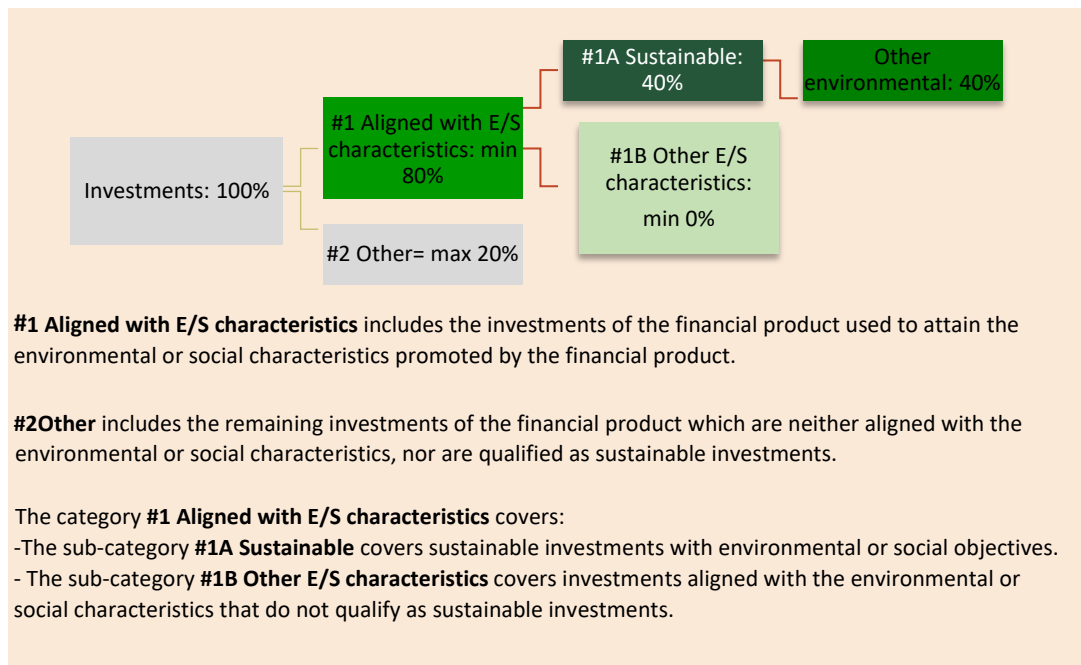 #1A Sustainable:
40%
Other
environmental: 40%
#1 Aligned with E/S
characteristics: min
80%
#1B Other E/S
characteristics:
min 0%
Investments: 100%
#2 Other= max 20%
#1 Aligned with E/S characteristics includes the investments of the financial product used to attain the
environmental or social characteristics promoted by the financial product.
#2Other includes the remaining investments of the financial product which are neither aligned with the
environmental or social characteristics, nor are qualified as sustainable investments.
The category #1 Aligned with E/S characteristics covers:
-The sub-category #1A Sustainable covers sustainable investments with environmental or social objectives.
- The sub-category #1B Other E/S characteristics covers investments aligned with the environmental or
social characteristics that do not qualify as sustainable investments.